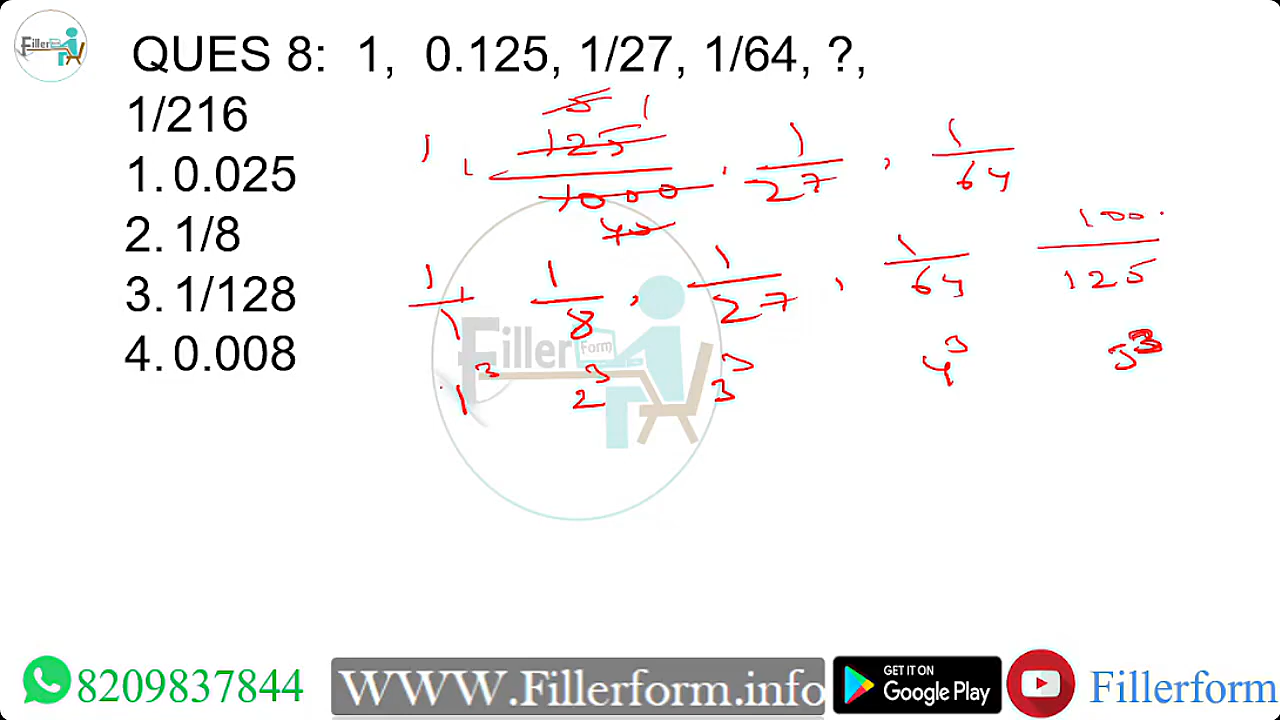 Filler
QUES 8: 1, 0.125, 1/27, 1/64, ?,
1/216
1. 0.025
2. 1/8
3. 1/128
4. 0.008
5 1
1 , 125/1000 , 1/27 , 1/64
40
100.
125
1/1 1/8 , 1/27 , 1/64
1³ 2³ 3³ 4³ 5³
Filler Form
8209837844
WWW.Fillerform.info
GET IT ON
Google Play
Fillerform